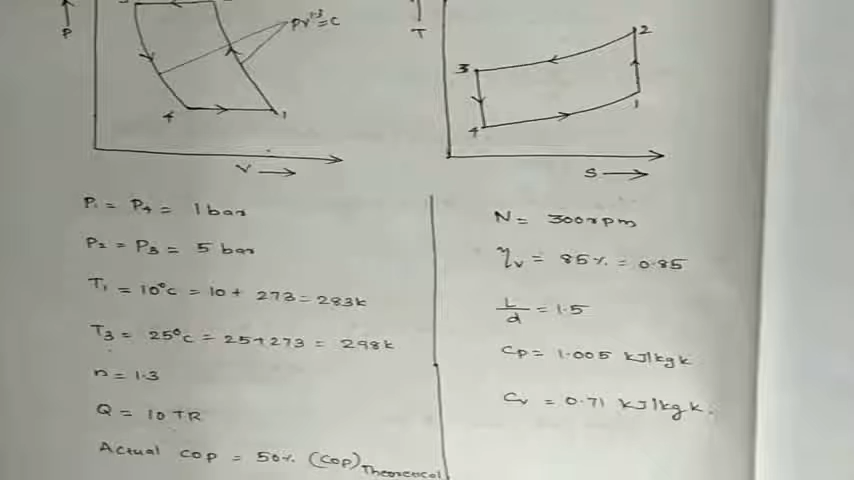 P
PV^1.3 = C
4
1
V
T
2
3
1
4
S
P1 = P4 = 1 bar
P2 = P3 = 5 bar
T1 = 10°C = 10 + 273 = 283k
T3 = 25°C = 25+273 = 298k
n = 1.3
Q = 10 TR
Actual COP = 50% (COP)Theoretical
N = 300rpm
ηv = 85% = 0.85
L/d = 1.5
Cp = 1.005 kJ/kgk
Cv = 0.71 kJ/kgk.